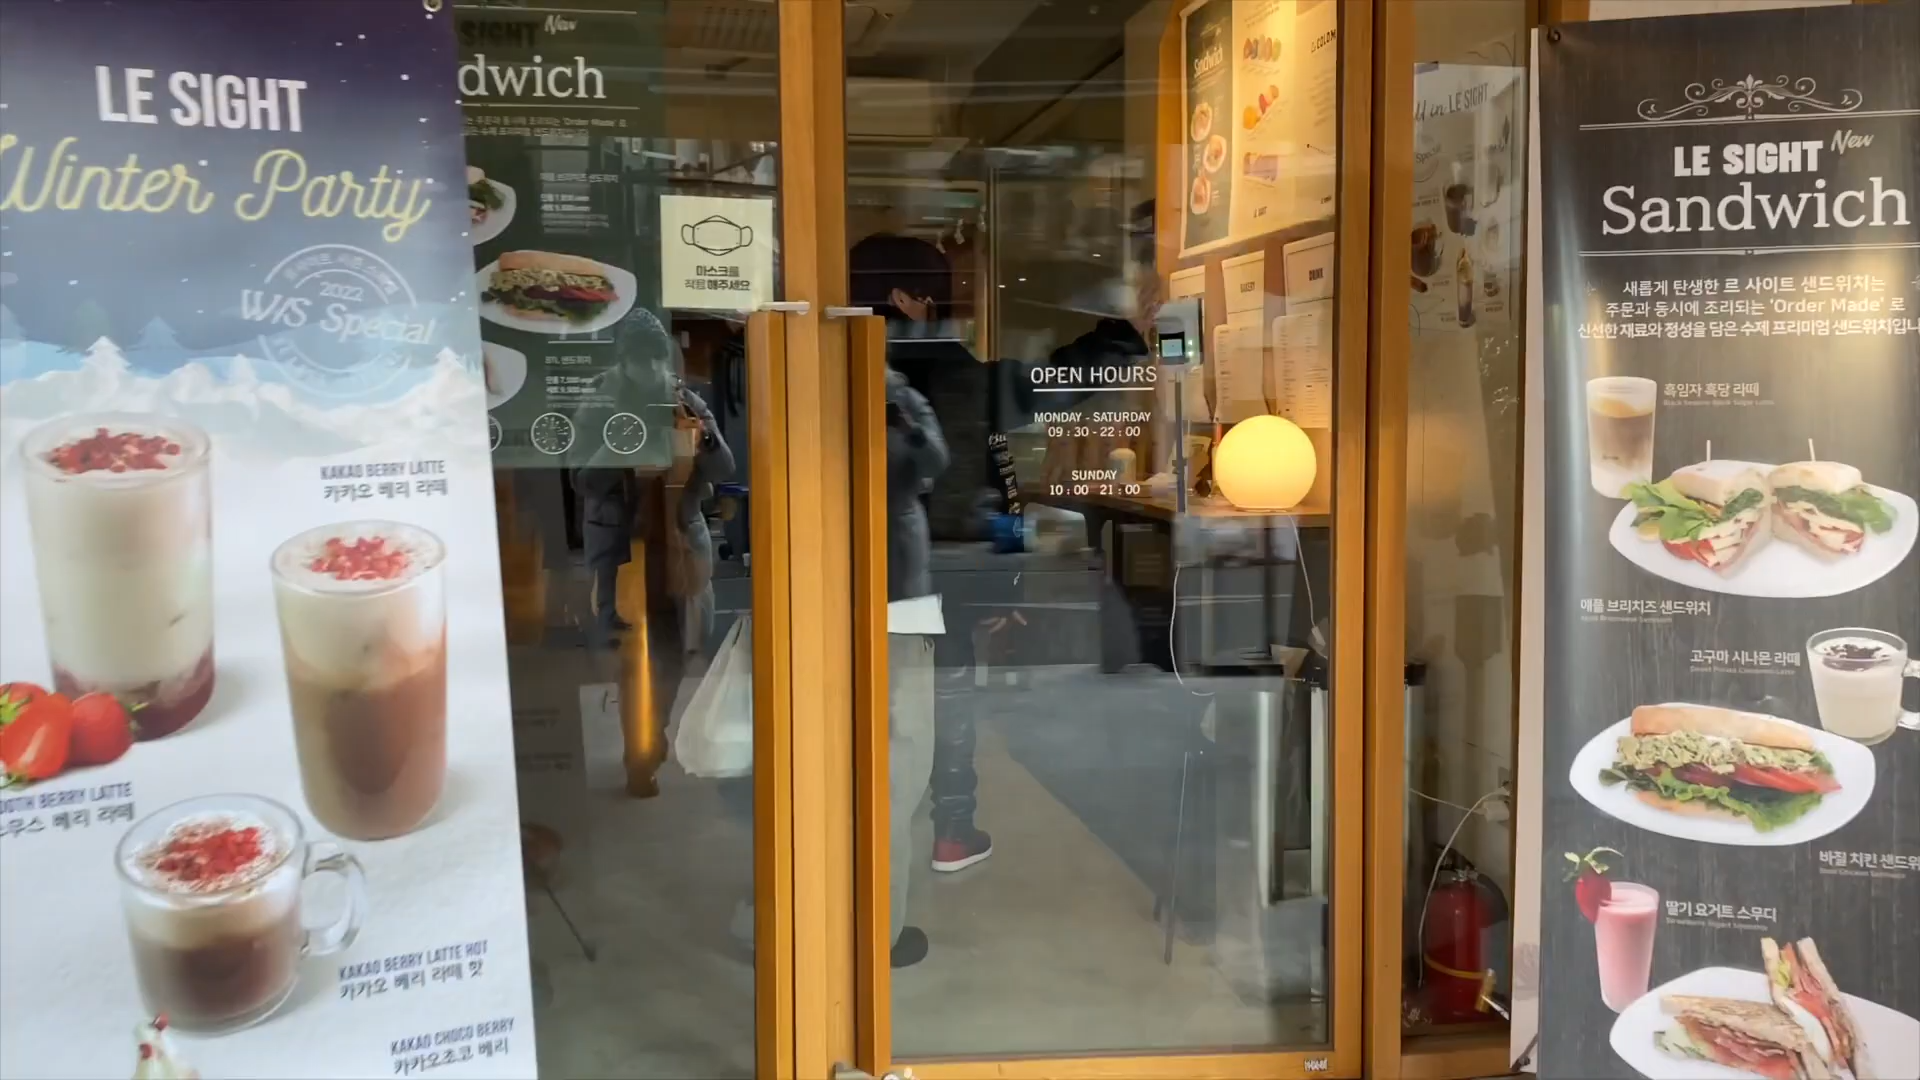 LE SIGHT
Winter Party
2022
W/S Special
KAKAO BERRY LATTE
카카오 베리 라떼
BERRY LATTE
베리 라떼
KAKAO BERRY LATTE HOT
카카오 베리 라떼 핫
KAKAO CHOCO BERRY
카카오초코 베리
SIGHT New
dwich
마스크를
착용해주세요
OPEN HOURS
MONDAY - SATURDAY
09 : 30 - 22 : 00
SUNDAY
10 : 00 21 : 00
Sandwich
BAKERY
DRINK
in LE SIGHT
LE SIGHT New
Sandwich
새롭게 탄생한 르 사이트 샌드위치는
주문과 동시에 조리되는 'Order Made' 로
신선한 재료와 정성을 담은 수제 프리미엄 샌드위치입니
흑임자 흑당 라떼
애플 브리치즈 샌드위치
고구마 시나몬 라떼
바질 치킨 샌드위
딸기 요거트 스무디